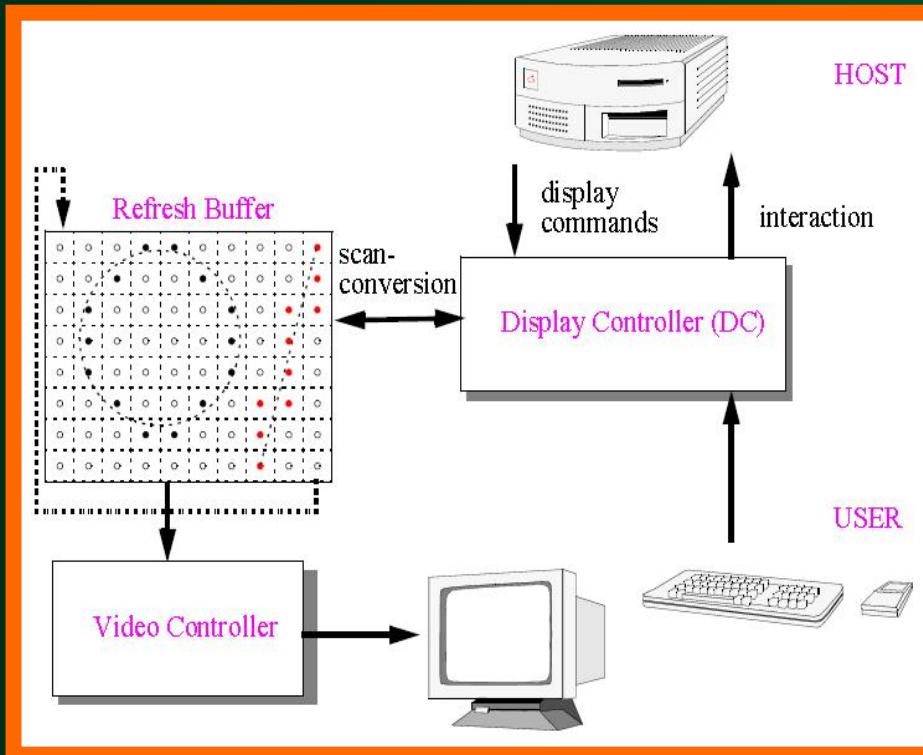 HOST
display
commands
interaction
Refresh Buffer
scan-
conversion
Display Controller (DC)
USER
Video Controller